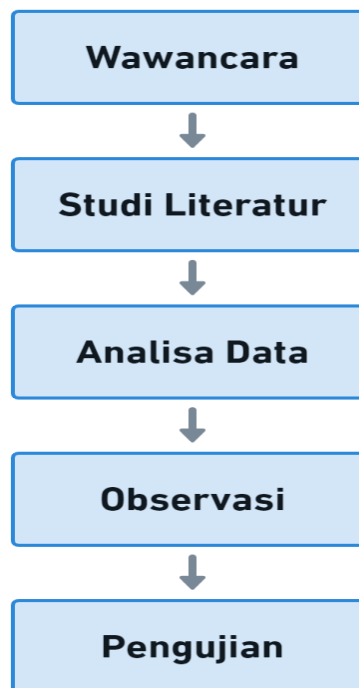 Wawancara
Studi Literatur
Analisa Data
Observasi
Pengujian